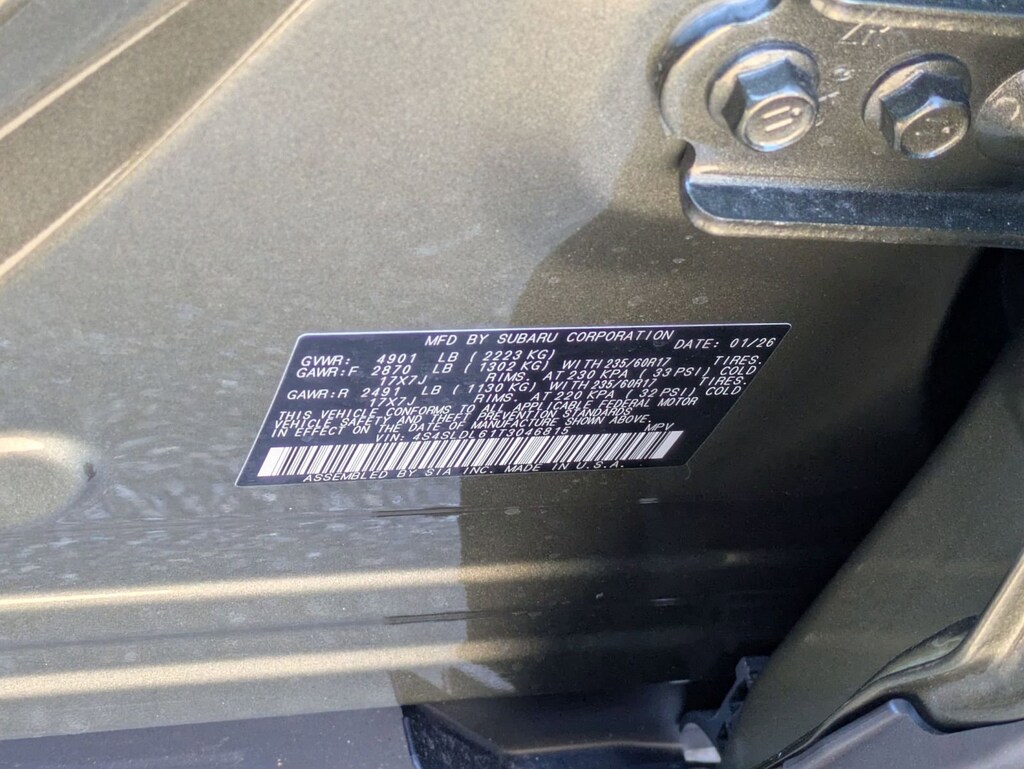 MFD BY SUBARU CORPORATION
DATE: 01/26
GVWR: 4901 LB (2223 KG)
GAWR:F 2870 LB (1302 KG) WITH 235/60R17 TIRES.
17X7J RIMS. AT 230 KPA (33 PSI) COLD
GAWR:R 2491 LB (1130 KG) WITH 235/60R17 TIRES.
17X7J RIMS. AT 220 KPA (32 PSI) COLD
THIS VEHICLE CONFORMS TO ALL APPLICABLE FEDERAL MOTOR
VEHICLE SAFETY AND THEFT PREVENTION STANDARDS
IN EFFECT ON THE DATE OF MANUFACTURE SHOWN ABOVE.
VIN: 4S4SLDL61T3046815 MPV
ASSEMBLED BY SIA INC. MADE IN U.S.A.